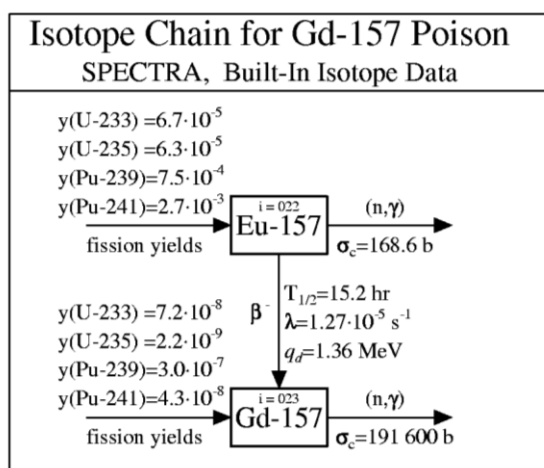 Isotope Chain for Gd-157 Poison
SPECTRA, Built-In Isotope Data
y(U-233) =6.7·10⁻⁵
y(U-235) =6.3·10⁻⁵
y(Pu-239)=7.5·10⁻⁴
y(Pu-241)=2.7·10⁻³
fission yields
i = 022
Eu-157
(n,γ)
σc=168.6 b
β⁻
T1/2=15.2 hr
λ=1.27·10⁻⁵ s⁻¹
qd=1.36 MeV
y(U-233) =7.2·10⁻⁸
y(U-235) =2.2·10⁻⁹
y(Pu-239)=3.0·10⁻⁷
y(Pu-241)=4.3·10⁻⁸
fission yields
i = 023
Gd-157
(n,γ)
σc=191 600 b